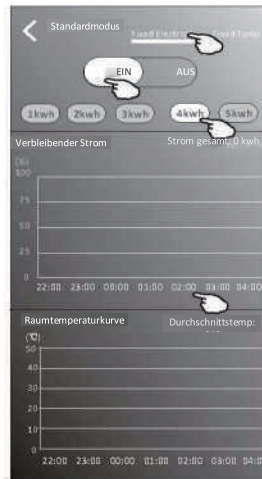 Standardmodus
Fixed Electric Fixed Temp
EIN AUS
1kwh 2kwh 3kwh 4kwh 5kwh
Verbleibender Strom Strom gesamt; 0 kwh
(%)
100
75
50
25
0
22:00 23:00 00:00 01:00 02:00 03:00 04:00
Raumtemperaturkurve Durchschnittstemp:
(℃)
50
40
30
20
10
22:00 23:00 00:00 01:00 02:00 03:00 04:0